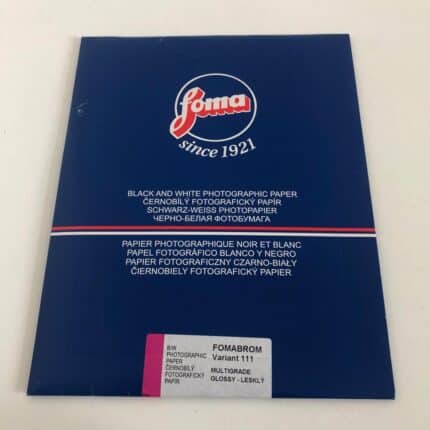 foma
since 1921
BLACK AND WHITE PHOTOGRAPHIC PAPER
ČERNOBÍLÝ FOTOGRAFICKÝ PAPÍR
SCHWARZ-WEISS PHOTOPAPIER
ЧЕРНО-БЕЛАЯ ФОТОБУМАГА
PAPIER PHOTOGRAPHIQUE NOIR ET BLANC
PAPEL FOTOGRÁFICO BLANCO Y NEGRO
PAPIER FOTOGRAFICZNY CZARNO-BIAŁY
ČIERNOBIELY FOTOGRAFICKÝ PAPIER
B/W
PHOTOGRAPHIC
PAPER
ČERNOBÍLÝ
FOTOGRAFICKÝ
PAPÍR
FOMABROM
Variant 111
MULTIGRADE
GLOSSY - LESKLÝ